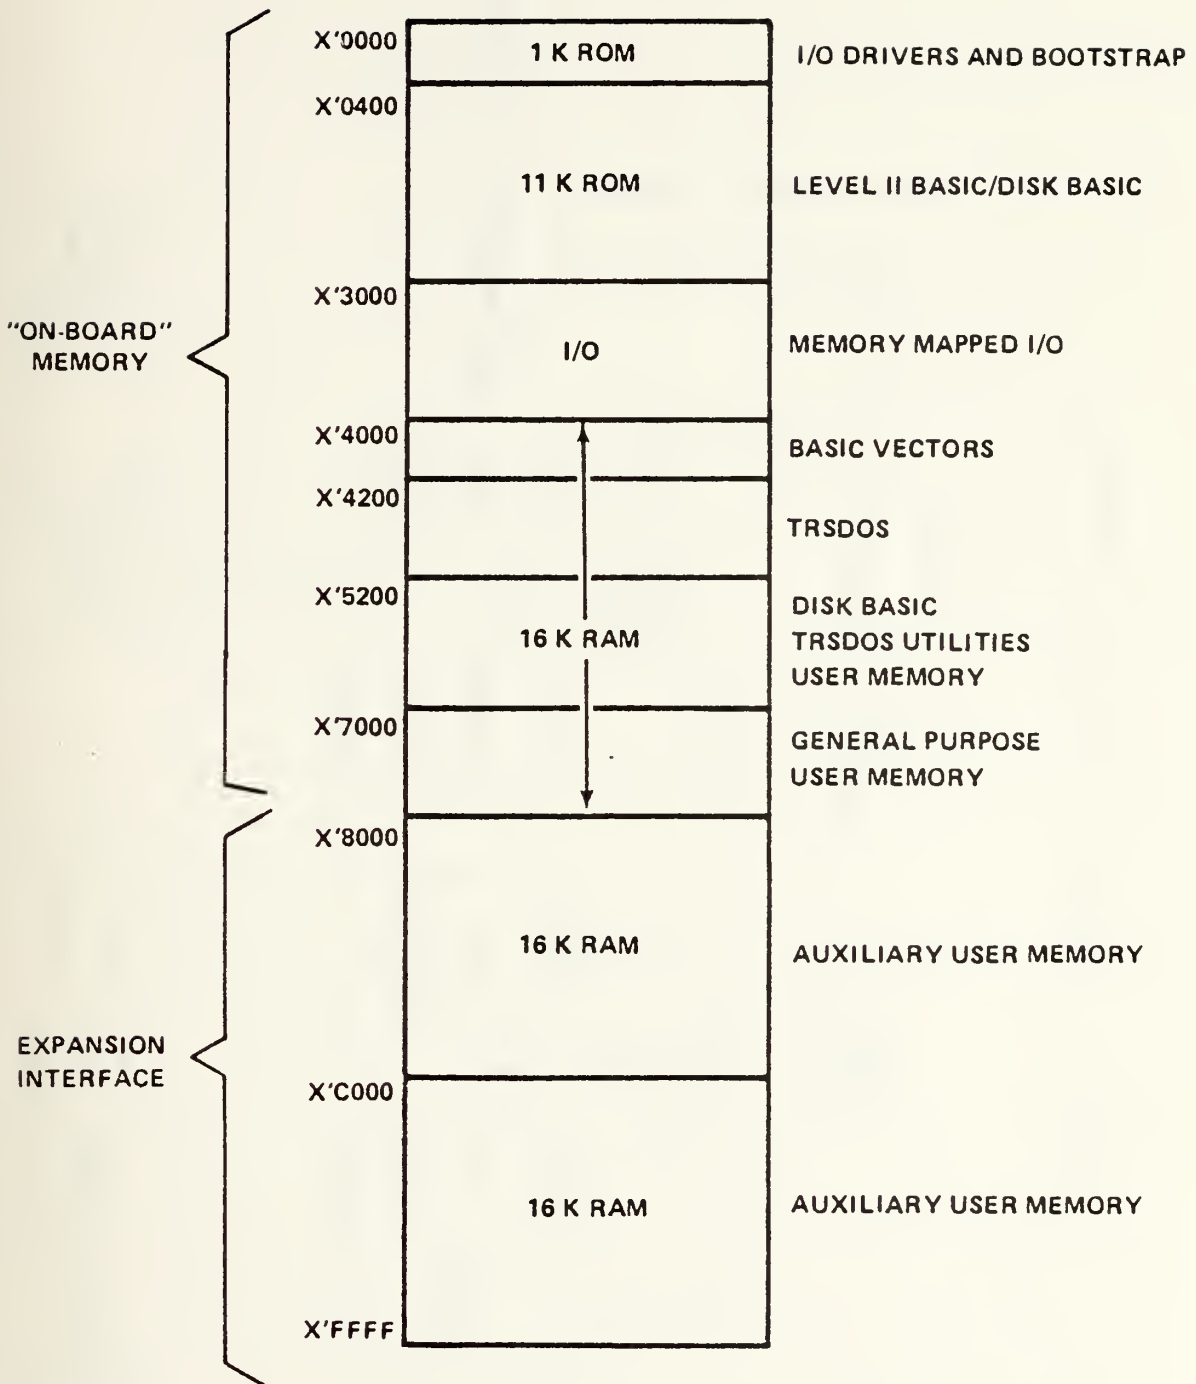 X'0000
1 K ROM
I/O DRIVERS AND BOOTSTRAP
X'0400
11 K ROM
LEVEL II BASIC/DISK BASIC
X'3000
"ON-BOARD"
MEMORY
I/O
MEMORY MAPPED I/O
X'4000
BASIC VECTORS
X'4200
TRSDOS
X'5200
16 K RAM
DISK BASIC
TRSDOS UTILITIES
USER MEMORY
X'7000
GENERAL PURPOSE
USER MEMORY
X'8000
16 K RAM
AUXILIARY USER MEMORY
EXPANSION
INTERFACE
X'C000
16 K RAM
AUXILIARY USER MEMORY
X'FFFF